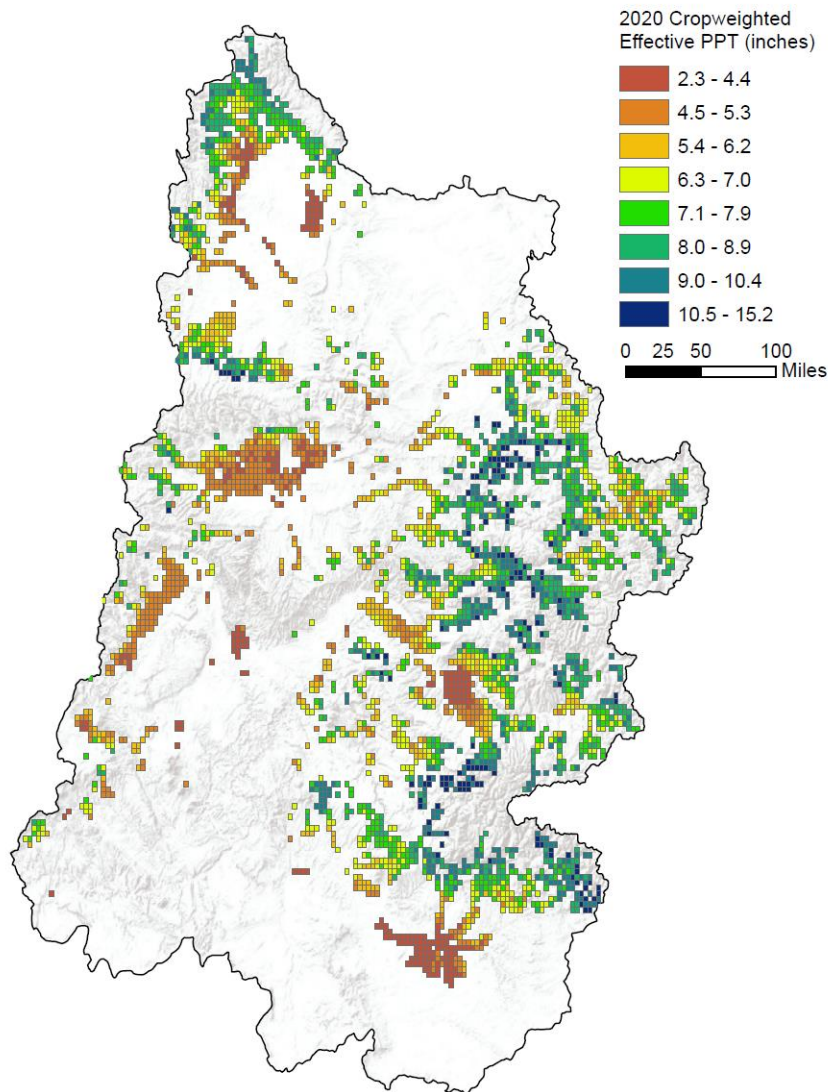 2020 Cropweighted
Effective PPT (inches)
2.3 - 4.4
4.5 - 5.3
5.4 - 6.2
6.3 - 7.0
7.1 - 7.9
8.0 - 8.9
9.0 - 10.4
10.5 - 15.2
0 25 50 100
Miles